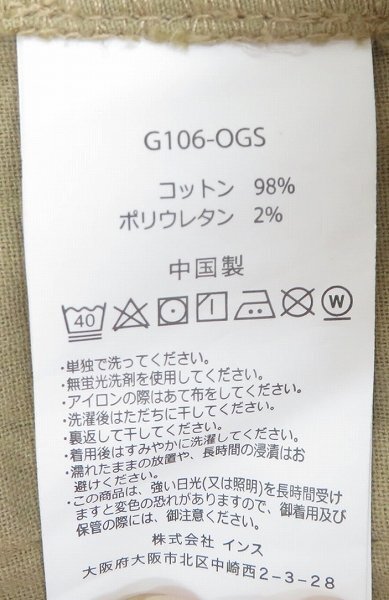 G106-OGS
コットン 98%
ポリウレタン 2%
中国製
40 W
・単独で洗ってください。
・無蛍光洗剤を使用してください。
・アイロンの際はあて布をしてください。
・洗濯後はただちに干してください。
・裏返して干してください。
・着用後はすみやかに洗濯してください。
・濡れたままの放置や、長時間の浸漬はお
避けください。
・この商品は、強い日光(又は照明)を長時間受け
ますと変色の恐れがありますので、御着用及び
保管の際には、御注意ください。
株式会社 インス
大阪府大阪市北区中崎西2-3-28